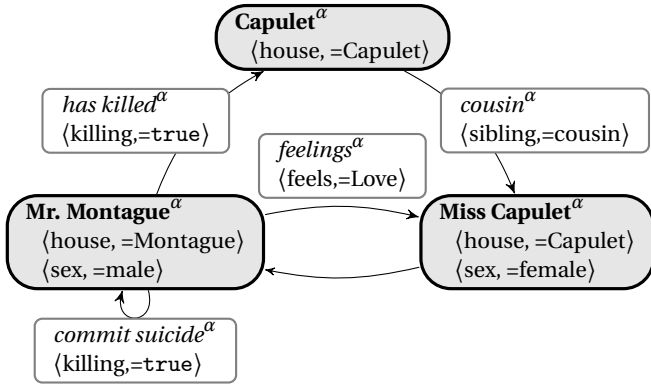 Capulet^α
⟨house, =Capulet⟩
has killed^α
⟨killing,=true⟩
cousin^α
⟨sibling,=cousin⟩
feelings^α
⟨feels,=Love⟩
Mr. Montague^α
⟨house, =Montague⟩
⟨sex, =male⟩
Miss Capulet^α
⟨house, =Capulet⟩
⟨sex, =female⟩
commit suicide^α
⟨killing,=true⟩